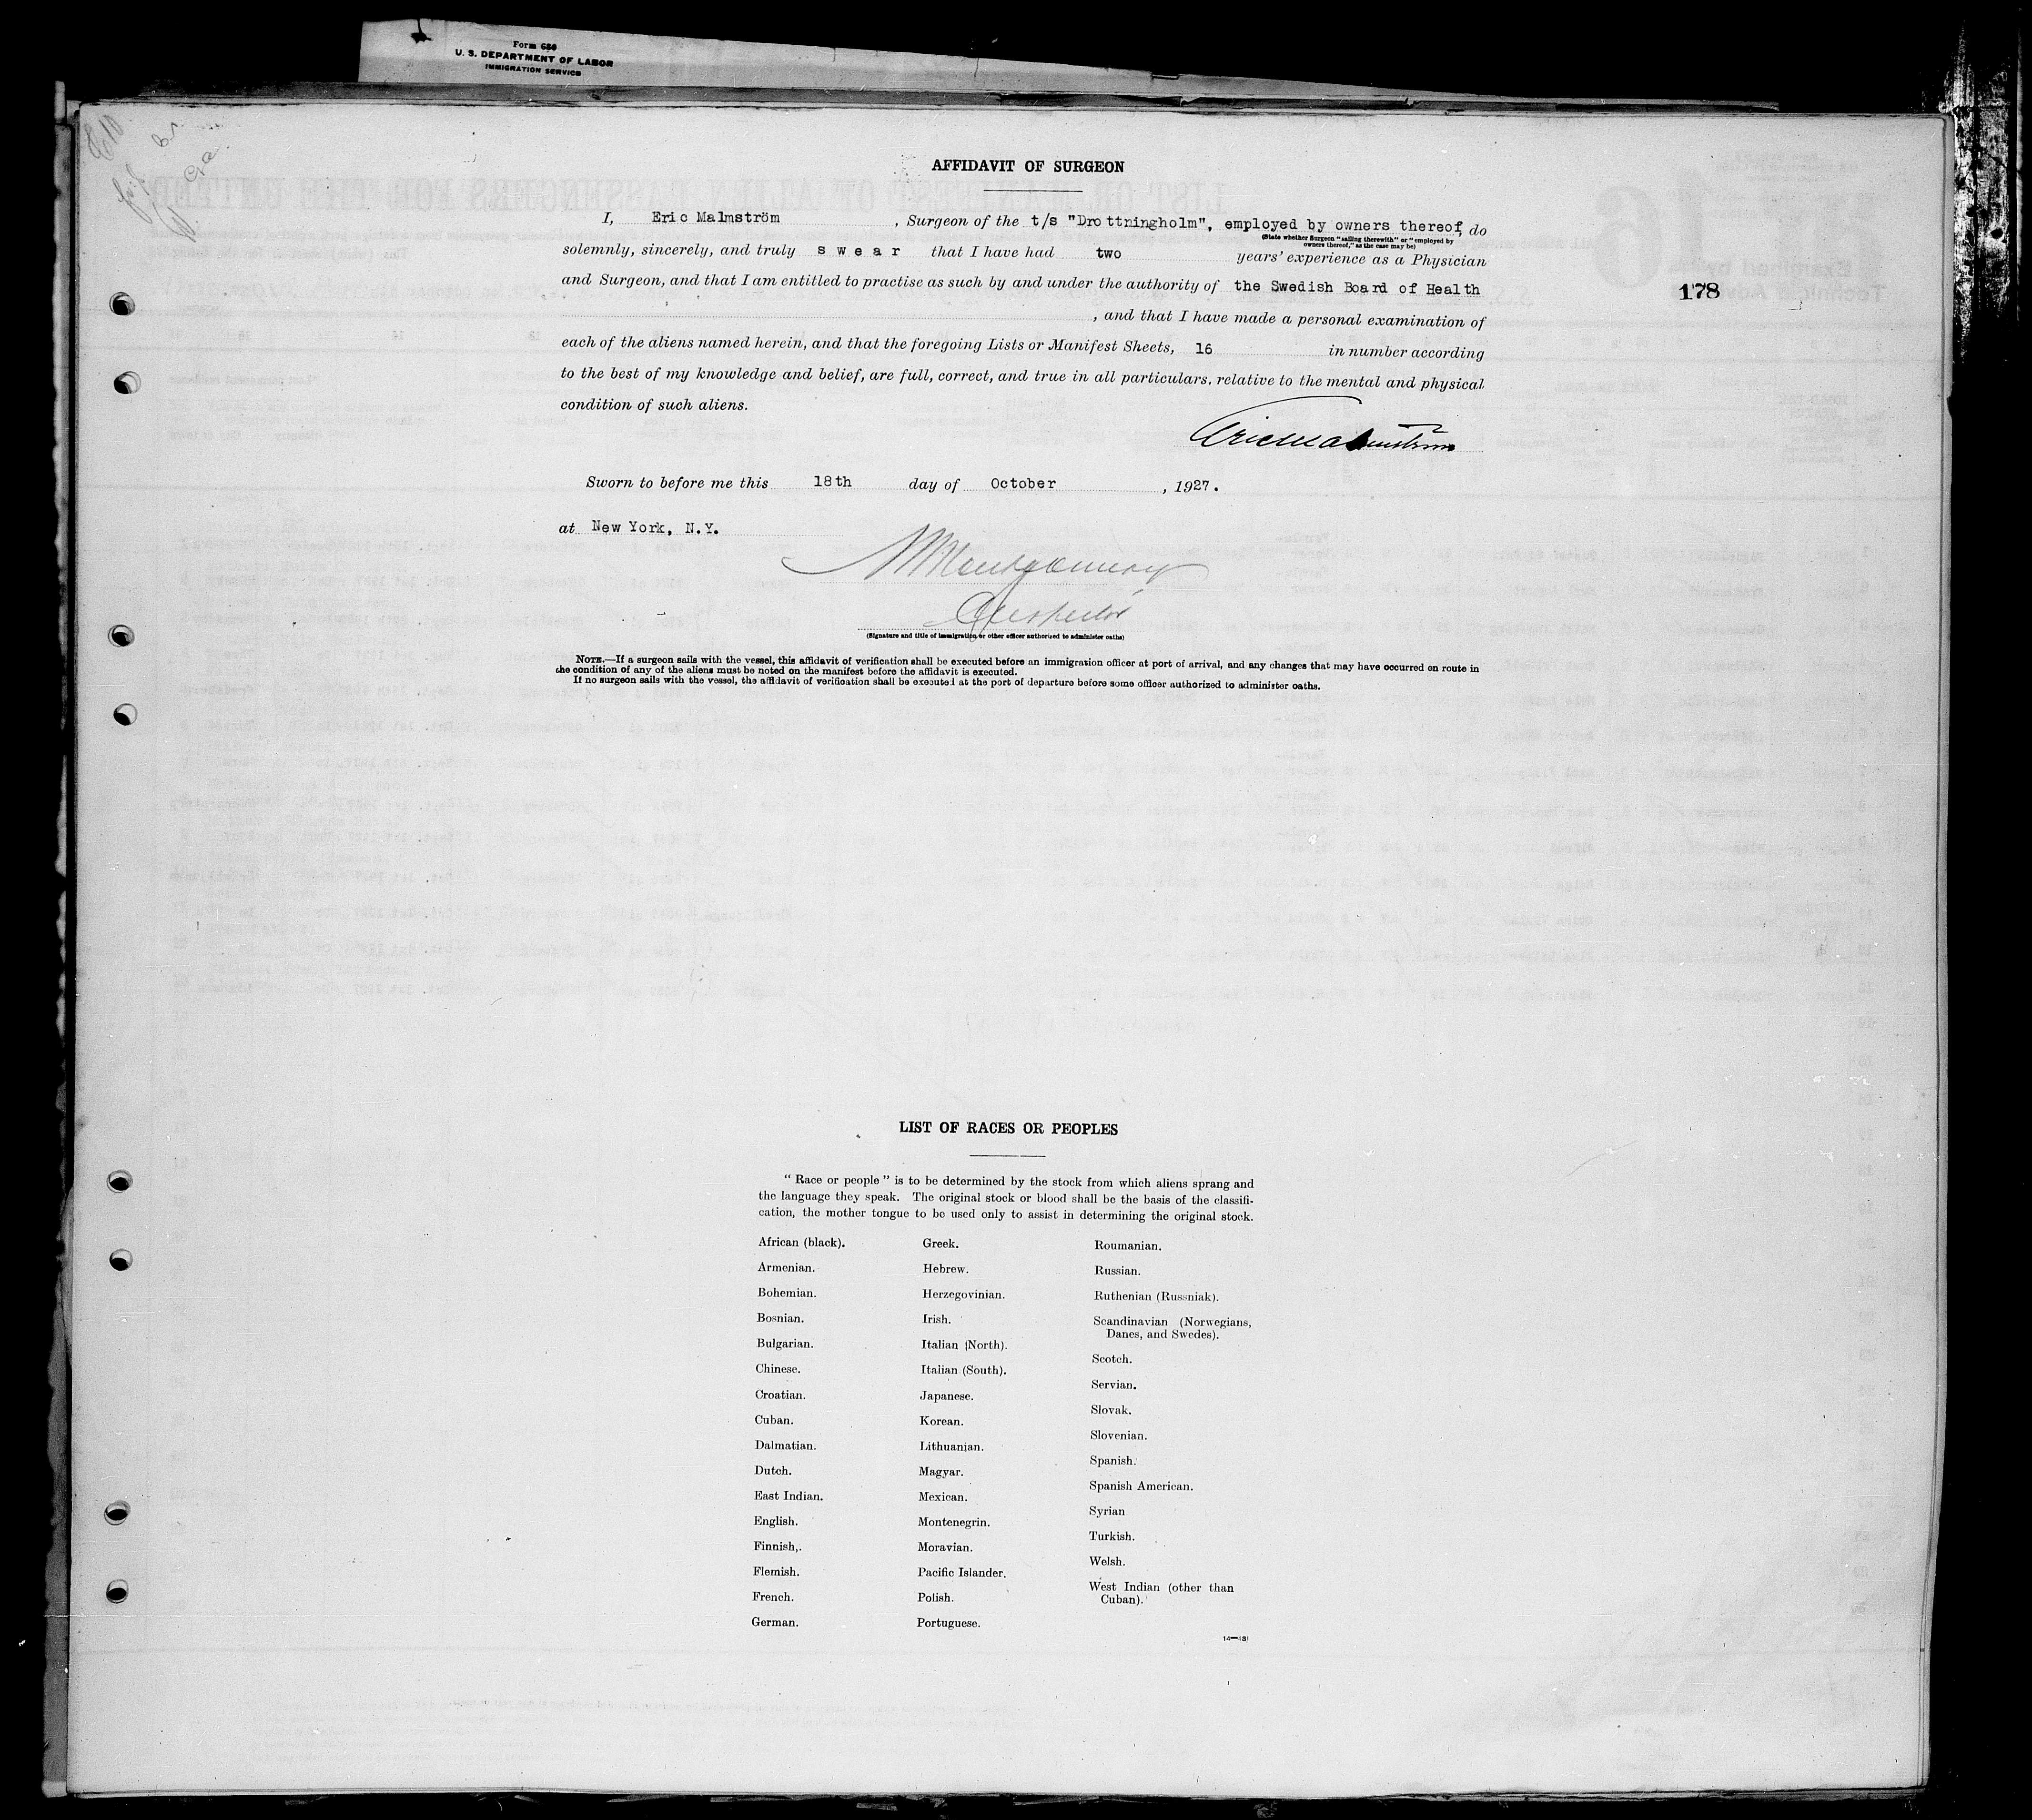 Form 680
U. S. DEPARTMENT OF LABOR
IMMIGRATION SERVICE
AFFIDAVIT OF SURGEON
I, Eric Malmström , Surgeon of the t/s "Drottningholm", employed by owners thereof, do
(State whether Surgeon "sailing therewith" or "employed by
owners thereof," as the case may be)
solemnly, sincerely, and truly s w e a r that I have had two years' experience as a Physician
and Surgeon, and that I am entitled to practise as such by and under the authority of the Swedish Board of Health
178
, and that I have made a personal examination of
each of the aliens named herein, and that the foregoing Lists or Manifest Sheets, 16 in number according
to the best of my knowledge and belief, are full, correct, and true in all particulars, relative to the mental and physical
condition of such aliens.
Eric Malmström
Sworn to before me this 18th day of October , 1927.
at New York, N.Y.
Montgomery
Inspector
(Signature and title of immigration or other officer authorized to administer oaths)
NOTE.—If a surgeon sails with the vessel, this affidavit of verification shall be executed before an immigration officer at port of arrival, and any changes that may have occurred en route in
the condition of any of the aliens must be noted on the manifest before the affidavit is executed.
If no surgeon sails with the vessel, the affidavit of verification shall be executed at the port of departure before some officer authorized to administer oaths.
LIST OF RACES OR PEOPLES
"Race or people" is to be determined by the stock from which aliens sprang and
the language they speak. The original stock or blood shall be the basis of the classifi-
cation, the mother tongue to be used only to assist in determining the original stock.
African (black).
Armenian.
Bohemian.
Bosnian.
Bulgarian.
Chinese.
Croatian.
Cuban.
Dalmatian.
Dutch.
East Indian.
English.
Finnish,.
Flemish.
French.
German.
Greek.
Hebrew.
Herzegovinian.
Irish.
Italian (North).
Italian (South).
Japanese.
Korean.
Lithuanian.
Magyar.
Mexican.
Montenegrin.
Moravian.
Pacific Islander.
Polish.
Portuguese.
Roumanian.
Russian.
Ruthenian (Russniak).
Scandinavian (Norwegians,
Danes, and Swedes).
Scotch.
Servian.
Slovak.
Slovenian.
Spanish.
Spanish American.
Syrian
Turkish.
Welsh.
West Indian (other than
Cuban).